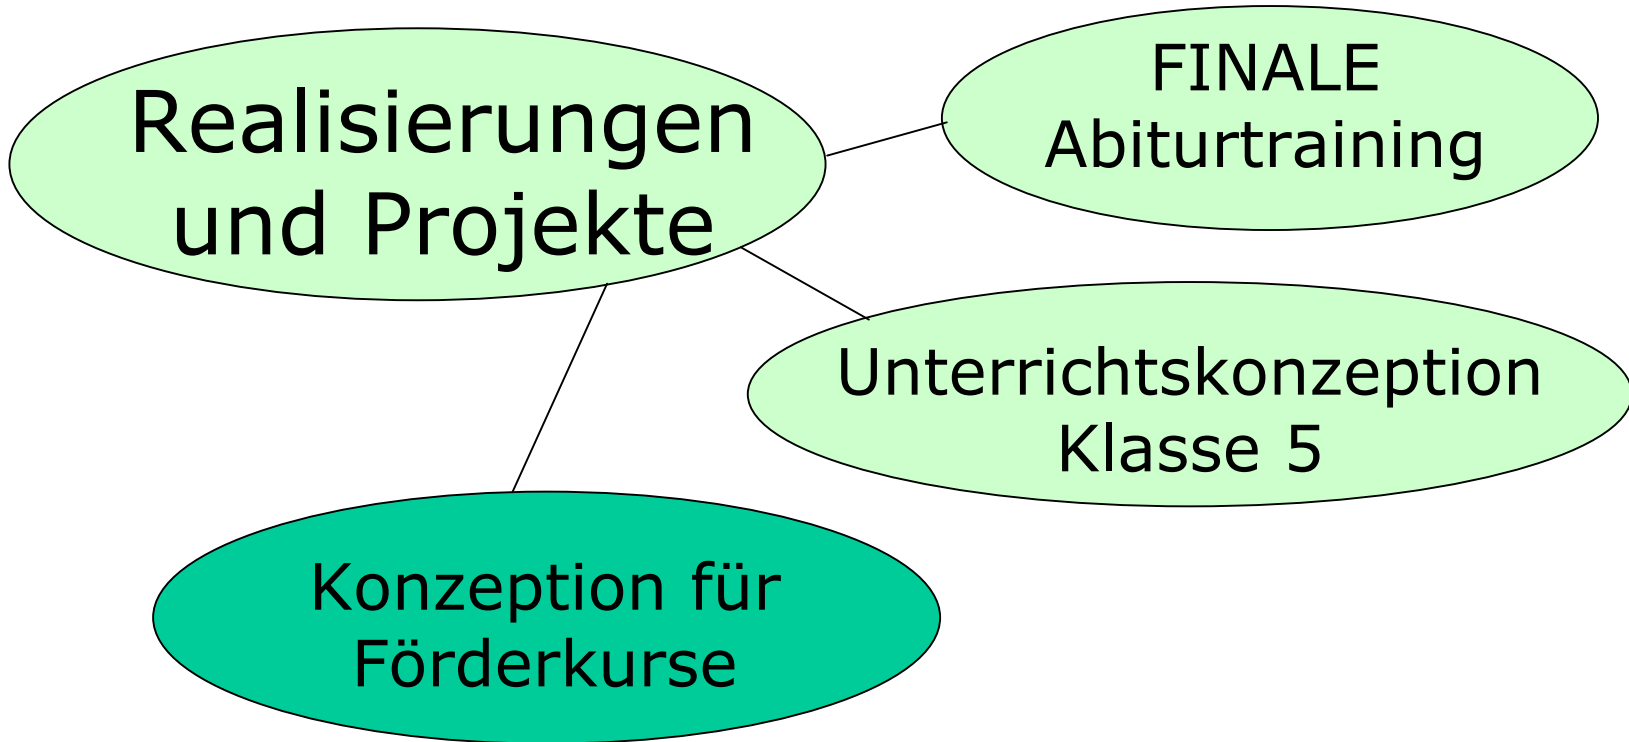 Realisierungen
und Projekte
FINALE
Abiturtraining
Unterrichtskonzeption
Klasse 5
Konzeption für
Förderkurse